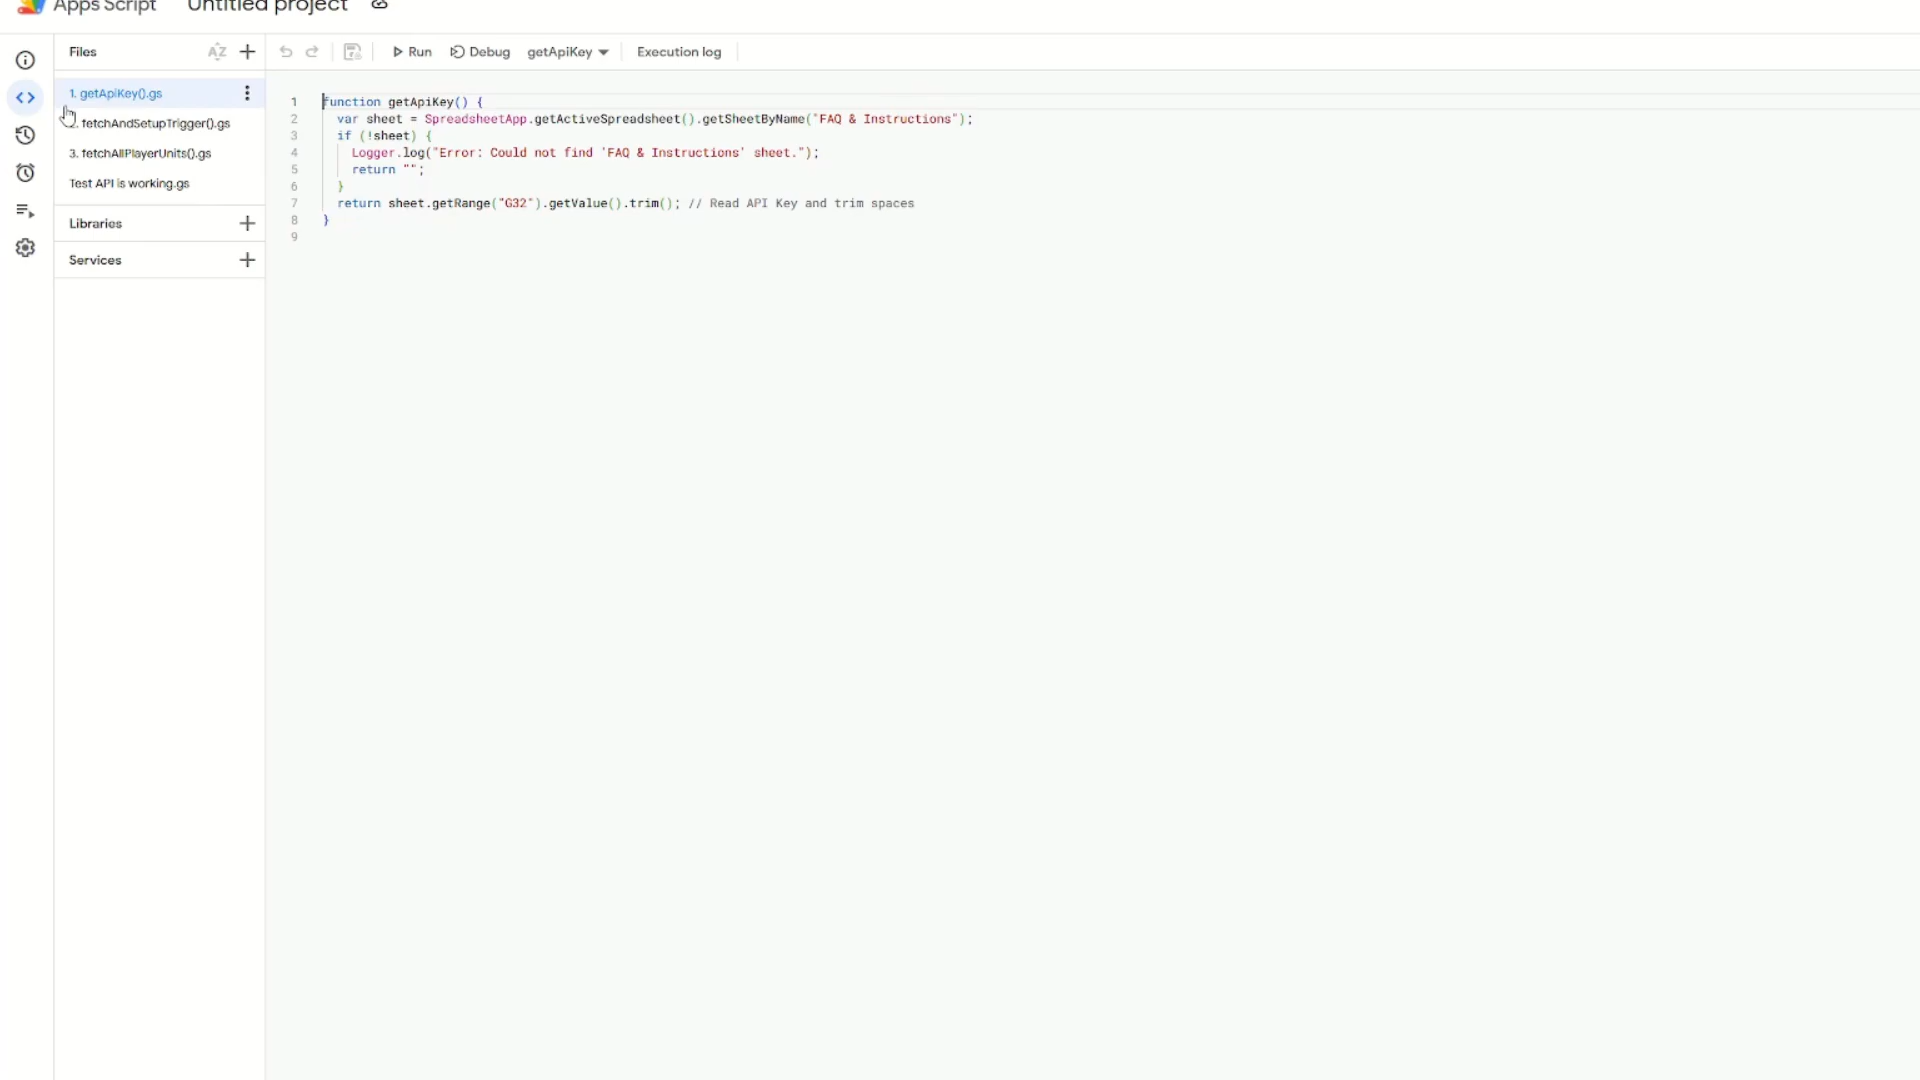 Apps Script Untitled project
Files
Run Debug getApiKey Execution log
1. getApiKey().gs
2. fetchAndSetupTrigger().gs
3. fetchAllPlayerUnits().gs
Test API is working.gs
Libraries
Services
1 function getApiKey() {
2 var sheet = SpreadsheetApp.getActiveSpreadsheet().getSheetByName("FAQ & Instructions");
3 if (!sheet) {
4 Logger.log("Error: Could not find 'FAQ & Instructions' sheet.");
5 return "";
6 }
7 return sheet.getRange("G32").getValue().trim(); // Read API Key and trim spaces
8 }
9